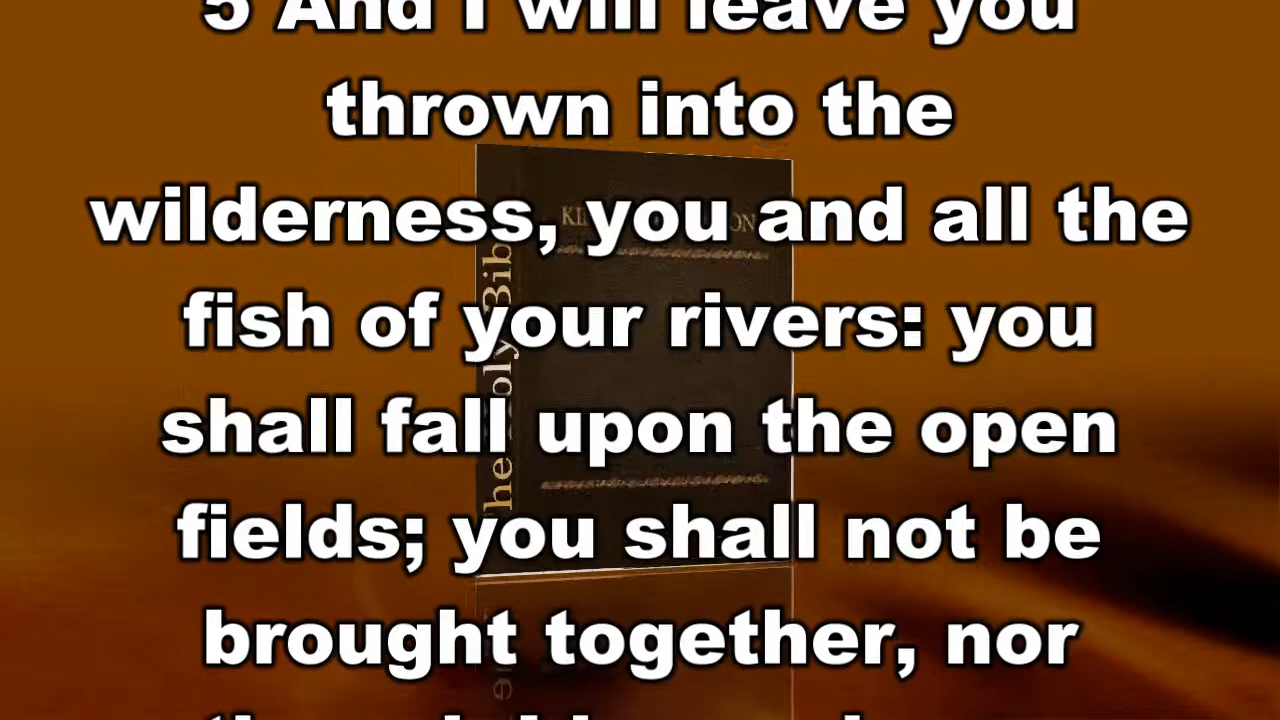 5 And I will leave you
thrown into the
wilderness, you and all the
fish of your rivers: you
shall fall upon the open
fields; you shall not be
brought together, nor